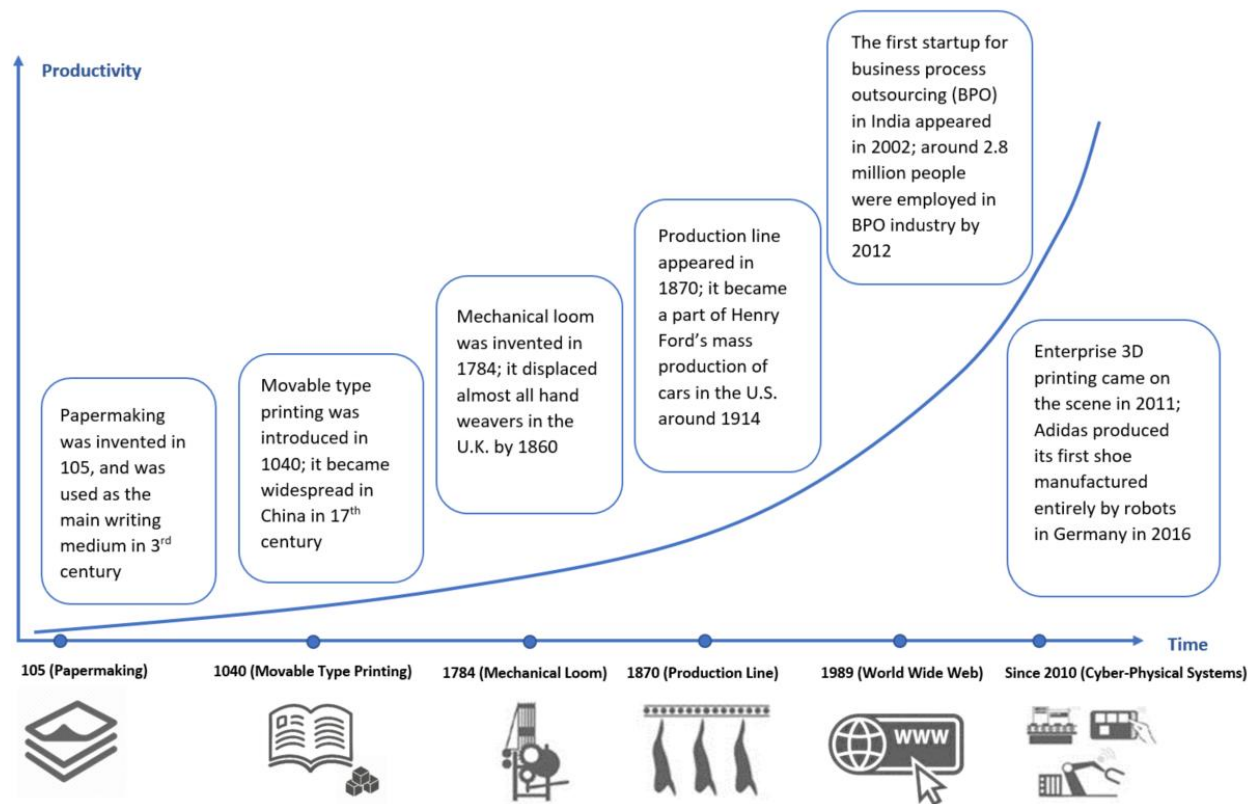 Productivity
The first startup for
business process
outsourcing (BPO)
in India appeared
in 2002; around 2.8
million people
were employed in
BPO industry by
2012
Production line
appeared in
1870; it became
a part of Henry
Ford’s mass
production of
cars in the U.S.
around 1914
Mechanical loom
was invented in
1784; it displaced
almost all hand
weavers in the
U.K. by 1860
Movable type
printing was
introduced in
1040; it became
widespread in
China in 17th
century
Papermaking
was invented in
105, and was
used as the
main writing
medium in 3rd
century
Enterprise 3D
printing came on
the scene in 2011;
Adidas produced
its first shoe
manufactured
entirely by robots
in Germany in 2016
Time
105 (Papermaking)
1040 (Movable Type Printing)
1784 (Mechanical Loom)
1870 (Production Line)
1989 (World Wide Web)
Since 2010 (Cyber-Physical Systems)
www